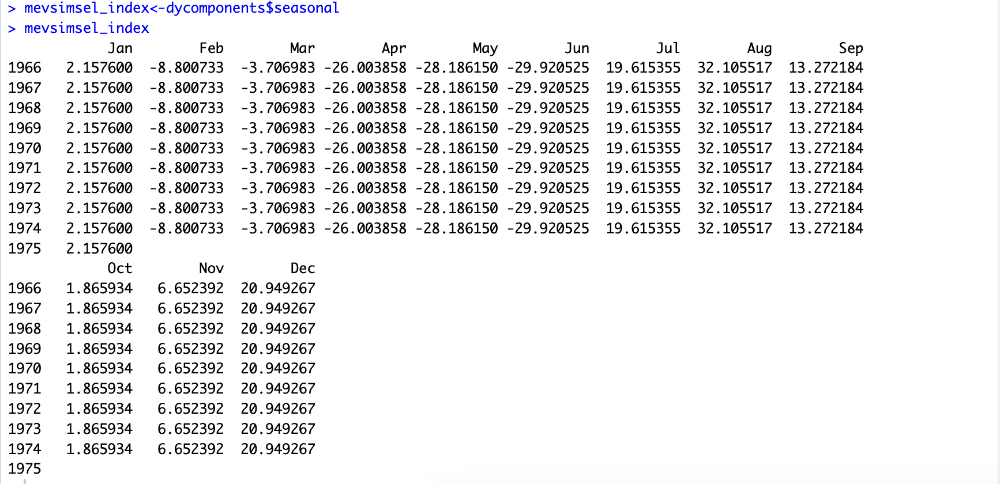 > mevsimsel_index<-dycomponents$seasonal
> mevsimsel_index
Jan Feb Mar Apr May Jun Jul Aug Sep
1966 2.157600 -8.800733 -3.706983 -26.003858 -28.186150 -29.920525 19.615355 32.105517 13.272184
1967 2.157600 -8.800733 -3.706983 -26.003858 -28.186150 -29.920525 19.615355 32.105517 13.272184
1968 2.157600 -8.800733 -3.706983 -26.003858 -28.186150 -29.920525 19.615355 32.105517 13.272184
1969 2.157600 -8.800733 -3.706983 -26.003858 -28.186150 -29.920525 19.615355 32.105517 13.272184
1970 2.157600 -8.800733 -3.706983 -26.003858 -28.186150 -29.920525 19.615355 32.105517 13.272184
1971 2.157600 -8.800733 -3.706983 -26.003858 -28.186150 -29.920525 19.615355 32.105517 13.272184
1972 2.157600 -8.800733 -3.706983 -26.003858 -28.186150 -29.920525 19.615355 32.105517 13.272184
1973 2.157600 -8.800733 -3.706983 -26.003858 -28.186150 -29.920525 19.615355 32.105517 13.272184
1974 2.157600 -8.800733 -3.706983 -26.003858 -28.186150 -29.920525 19.615355 32.105517 13.272184
1975 2.157600
Oct Nov Dec
1966 1.865934 6.652392 20.949267
1967 1.865934 6.652392 20.949267
1968 1.865934 6.652392 20.949267
1969 1.865934 6.652392 20.949267
1970 1.865934 6.652392 20.949267
1971 1.865934 6.652392 20.949267
1972 1.865934 6.652392 20.949267
1973 1.865934 6.652392 20.949267
1974 1.865934 6.652392 20.949267
1975